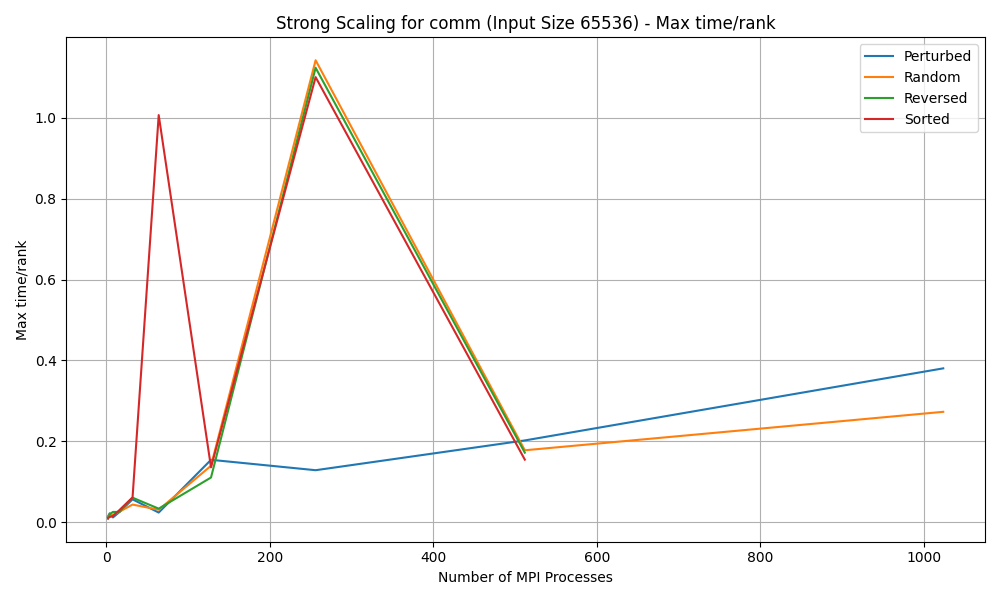 Strong Scaling for comm (Input Size 65536) - Max time/rank
Perturbed
Random
Reversed
Sorted
Max time/rank
1.0
0.8
0.6
0.4
0.2
0.0
0 200 400 600 800 1000
Number of MPI Processes